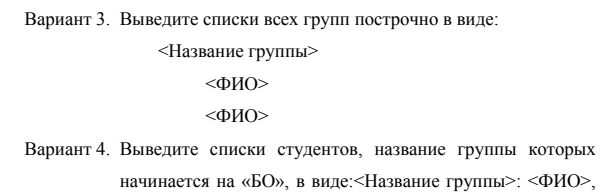 Вариант 3. Выведите списки всех групп построчно в виде:
<Название группы>
<ФИО>
<ФИО>
Вариант 4. Выведите списки студентов, название группы которых
начинается на «БО», в виде:<Название группы>: <ФИО>,